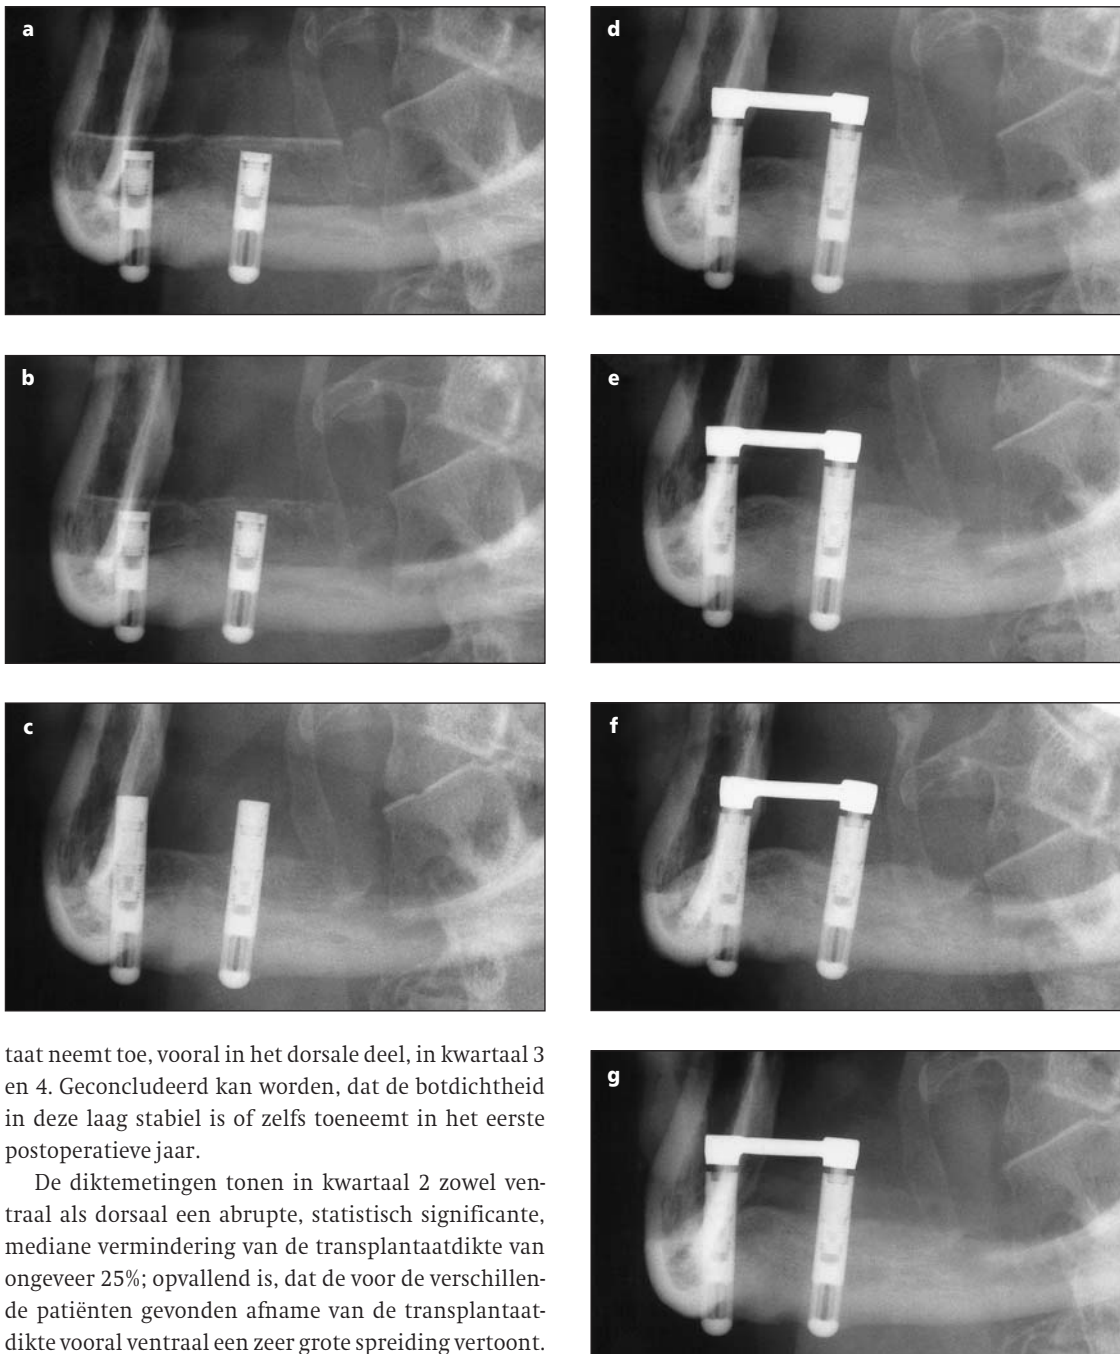 a
b
c
taat neemt toe, vooral in het dorsale deel, in kwartaal 3
en 4. Geconcludeerd kan worden, dat de botdichtheid
in deze laag stabiel is of zelfs toeneemt in het eerste
postoperatieve jaar.
De diktemetingen tonen in kwartaal 2 zowel ven-
traal als dorsaal een abrupte, statistisch significante,
mediane vermindering van de transplantaatdikte van
ongeveer 25%; opvallend is, dat de voor de verschillen-
de patiënten gevonden afname van de transplantaat-
dikte vooral ventraal een zeer grote spreiding vertoont.
d
e
f
g